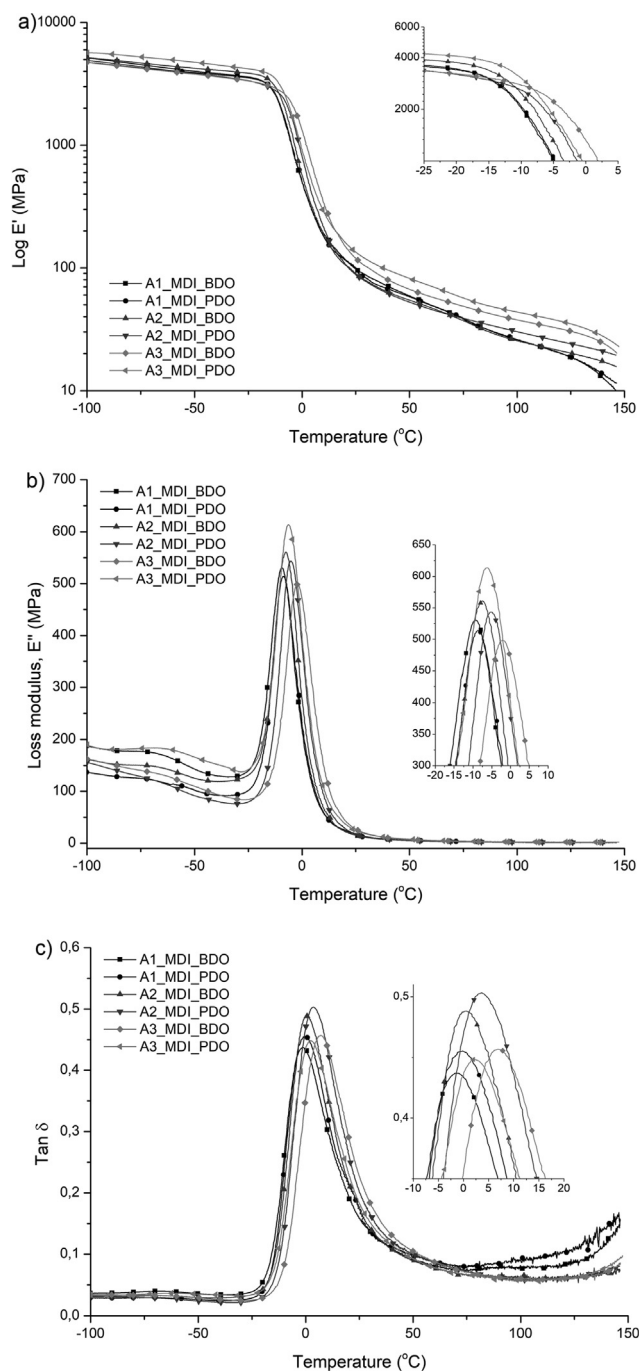 a)
10000
1000
100
10
Log E' (MPa)
-100 -50 0 50 100 150
Temperature (°C)
A1_MDI_BDO
A1_MDI_PDO
A2_MDI_BDO
A2_MDI_PDO
A3_MDI_BDO
A3_MDI_PDO
6000
4000
2000
-25 -20 -15 -10 -5 0 5
b)
700
600
500
400
300
200
100
0
Loss modulus, E" (MPa)
-100 -50 0 50 100 150
Temperature (°C)
A1_MDI_BDO
A1_MDI_PDO
A2_MDI_BDO
A2_MDI_PDO
A3_MDI_BDO
A3_MDI_PDO
650
600
550
500
450
400
350
300
-20 -15 -10 -5 0 5 10
c)
0,6
0,5
0,4
0,3
0,2
0,1
0,0
Tan δ
-100 -50 0 50 100 150
Temperature (°C)
A1_MDI_BDO
A1_MDI_PDO
A2_MDI_BDO
A2_MDI_PDO
A3_MDI_BDO
A3_MDI_PDO
0,5
0,4
-10 -5 0 5 10 15 20